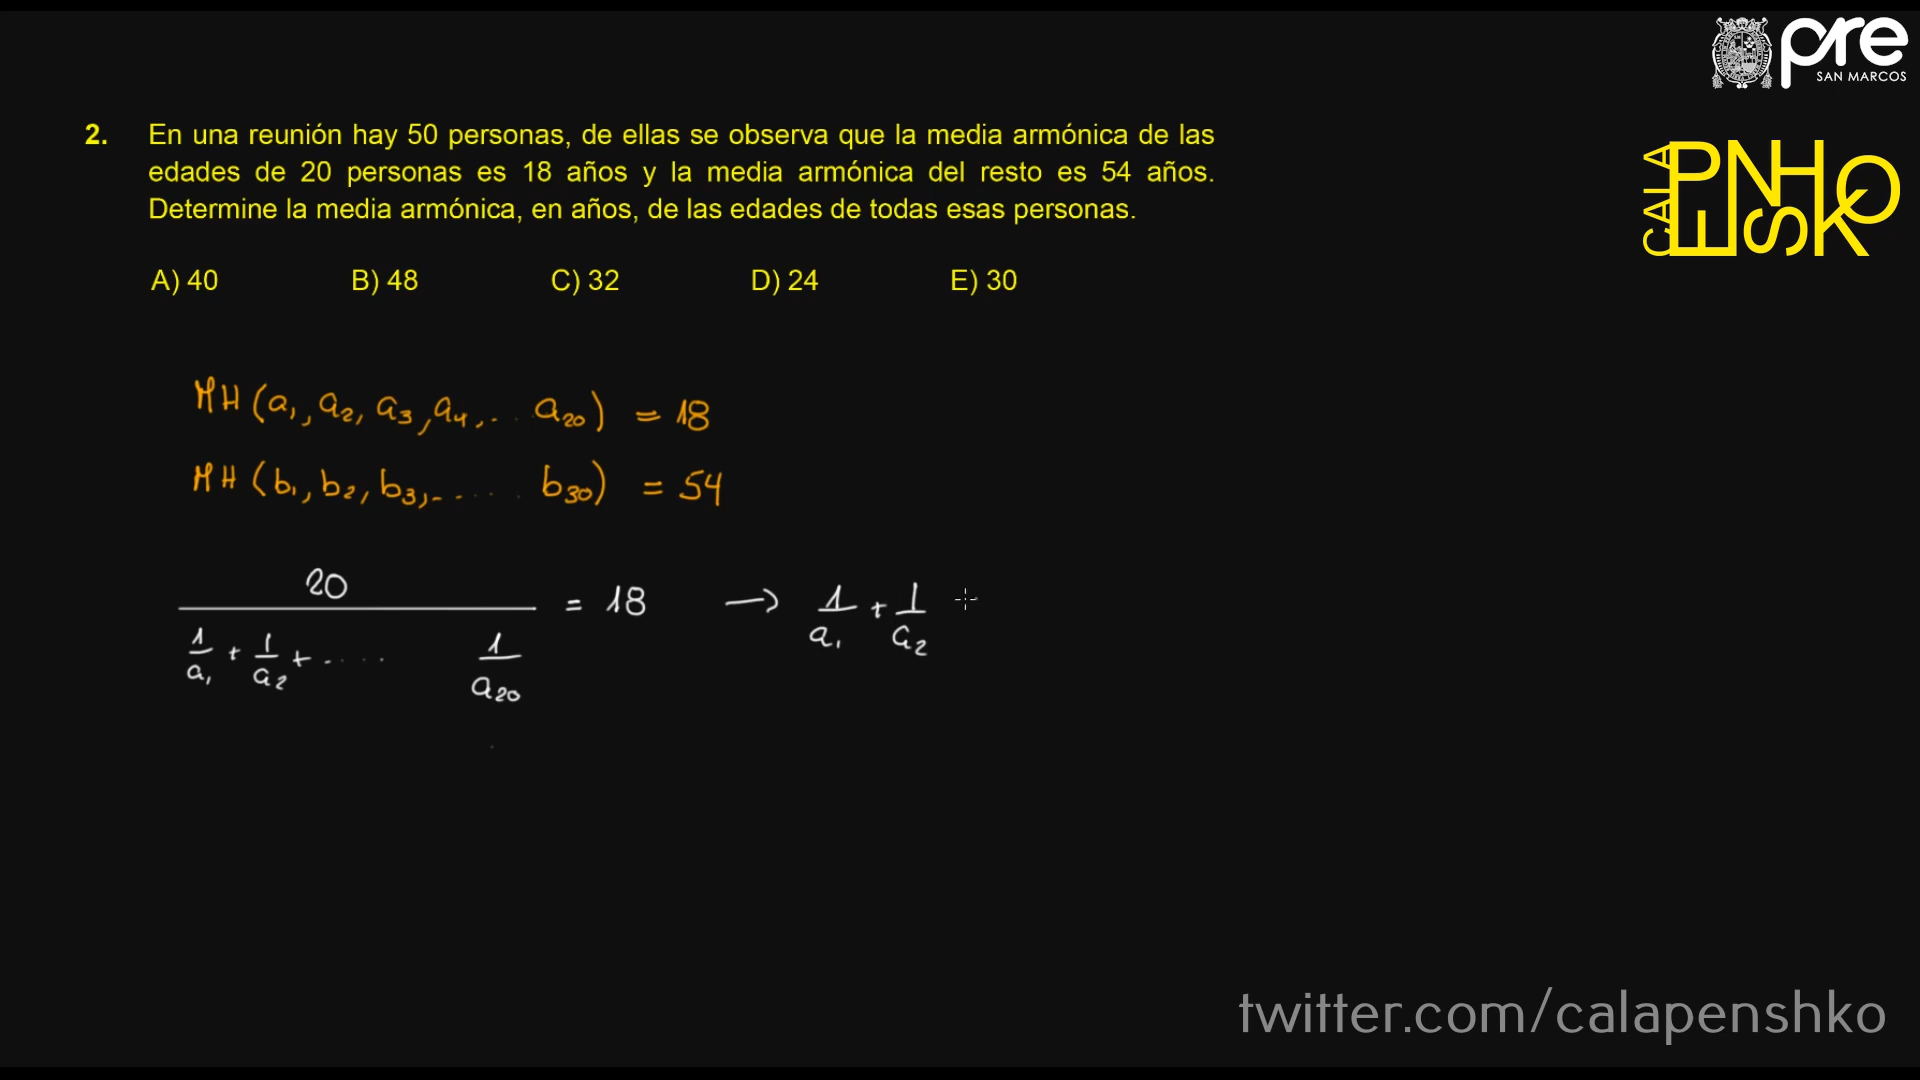 pre
SAN MARCOS
CALA
PENSHKO
2. En una reunión hay 50 personas, de ellas se observa que la media armónica de las
edades de 20 personas es 18 años y la media armónica del resto es 54 años.
Determine la media armónica, en años, de las edades de todas esas personas.
A) 40 B) 48 C) 32 D) 24 E) 30
MH (a₁, a₂, a₃, a₄, ... a₂₀) = 18
MH (b₁, b₂, b₃, ..... b₃₀) = 54
20 / (1/a₁ + 1/a₂ + ..... 1/a₂₀) = 18 → 1/a₁ + 1/a₂
twitter.com/calapenshko